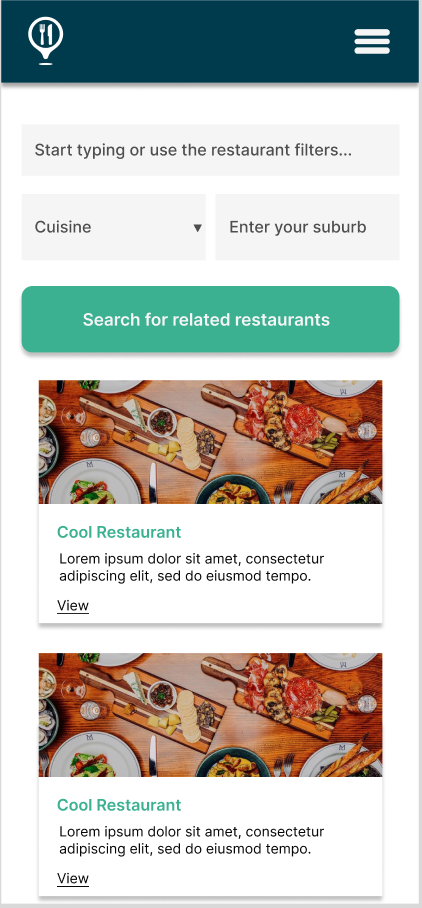 Start typing or use the restaurant filters...
Cuisine
Enter your suburb
Search for related restaurants
Cool Restaurant
Lorem ipsum dolor sit amet, consectetur
adipiscing elit, sed do eiusmod tempo.
View
Cool Restaurant
Lorem ipsum dolor sit amet, consectetur
adipiscing elit, sed do eiusmod tempo.
View